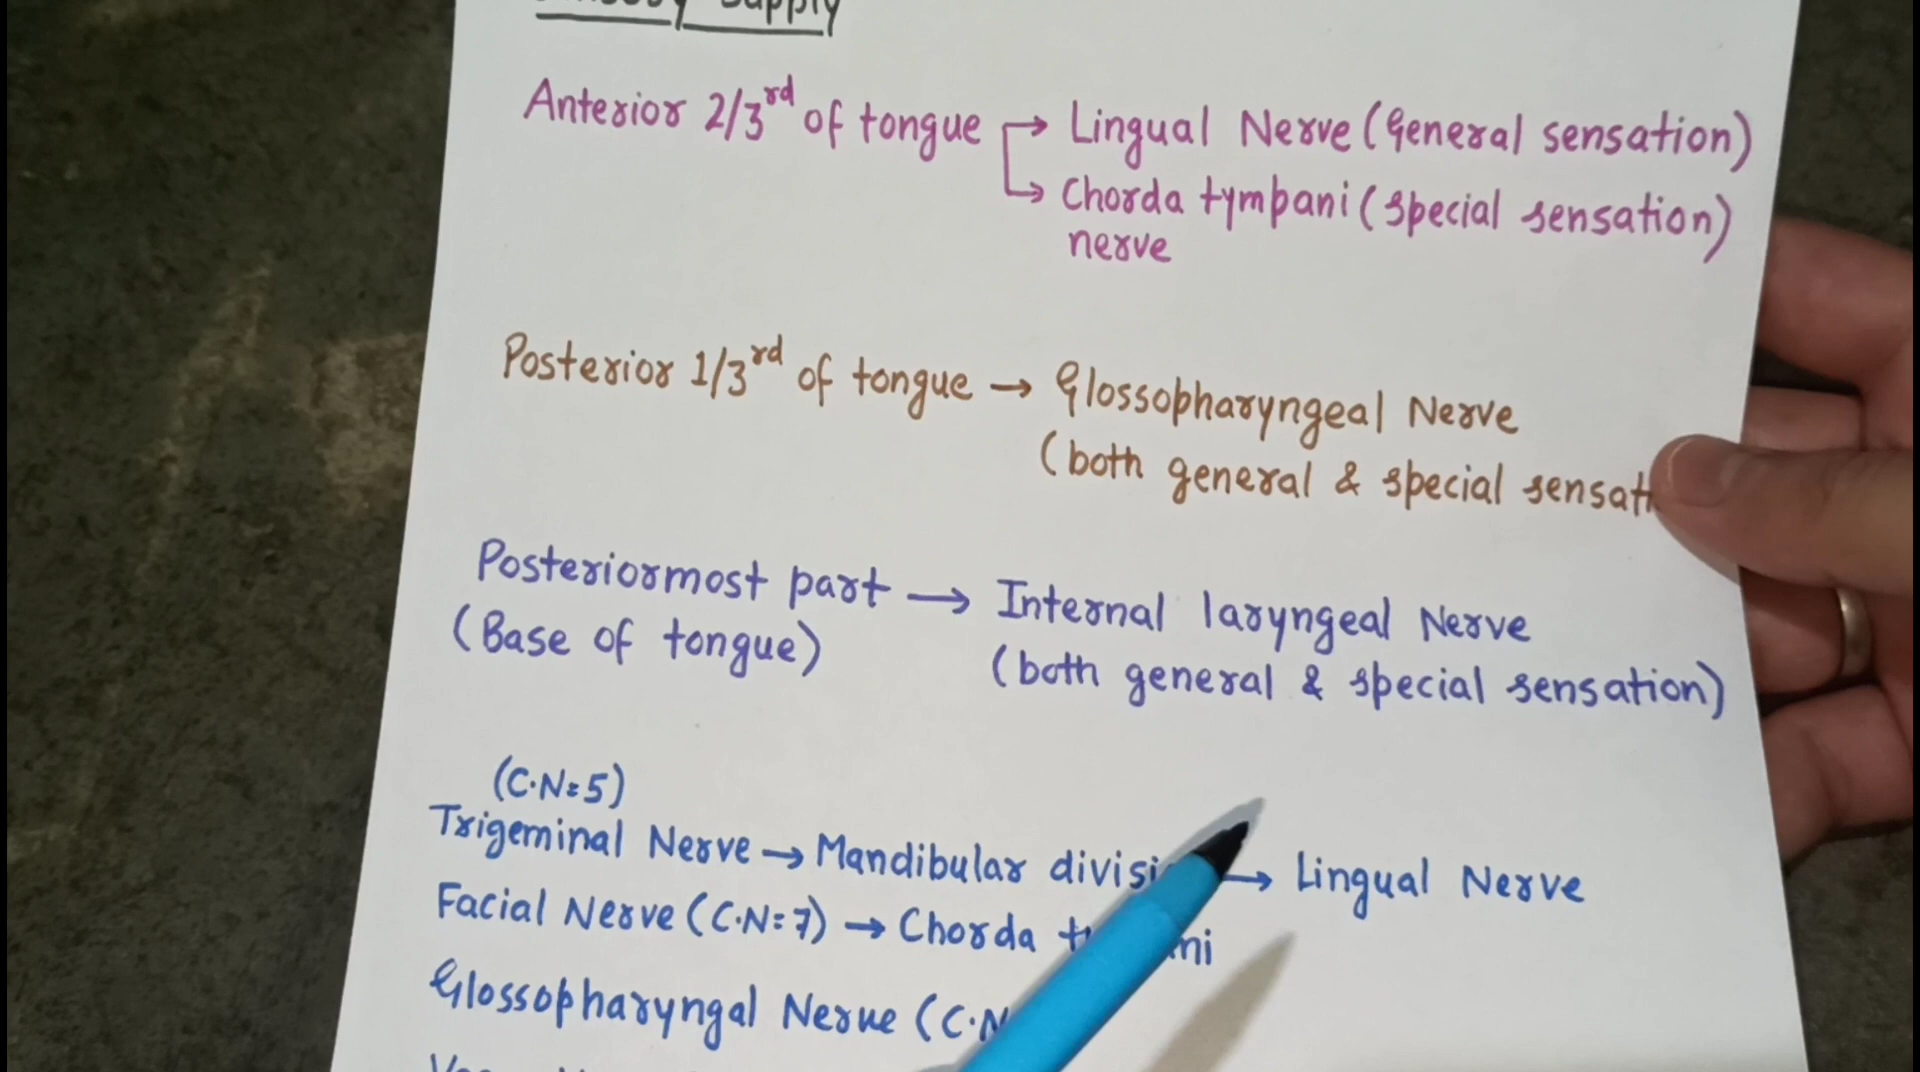 Supply
Anterior 2/3rd of tongue → Lingual Nerve (General sensation)
→ Chorda tympani (special sensation)
nerve
Posterior 1/3rd of tongue → Glossopharyngeal Nerve
(both general & special
Posteriormost part → Internal laryngeal Nerve
(Base of tongue) (both general & special sensation)
(C.N=5)
Trigeminal Nerve → Mandibular → Lingual Nerve
Facial Nerve (C.N=7) → Chorda
Glossopharyngal Nerve (C.N